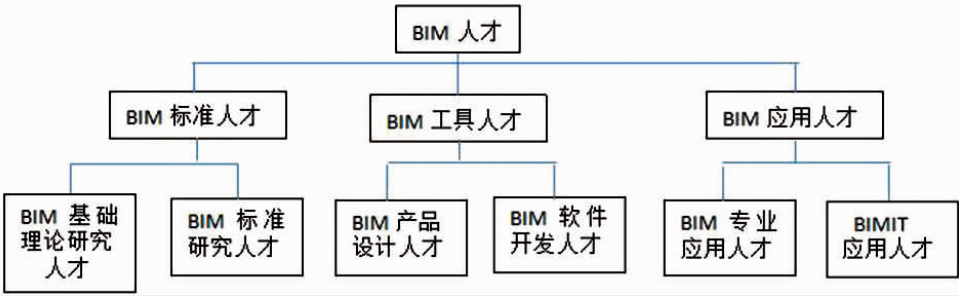 BIM 人才
BIM 标准人才
BIM 工具人才
BIM 应用人才
BIM 基础
理论研究
人才
BIM 标准
研究人才
BIM 产品
设计人才
BIM 软件
开发人才
BIM 专业
应用人才
BIMIT
应用人才